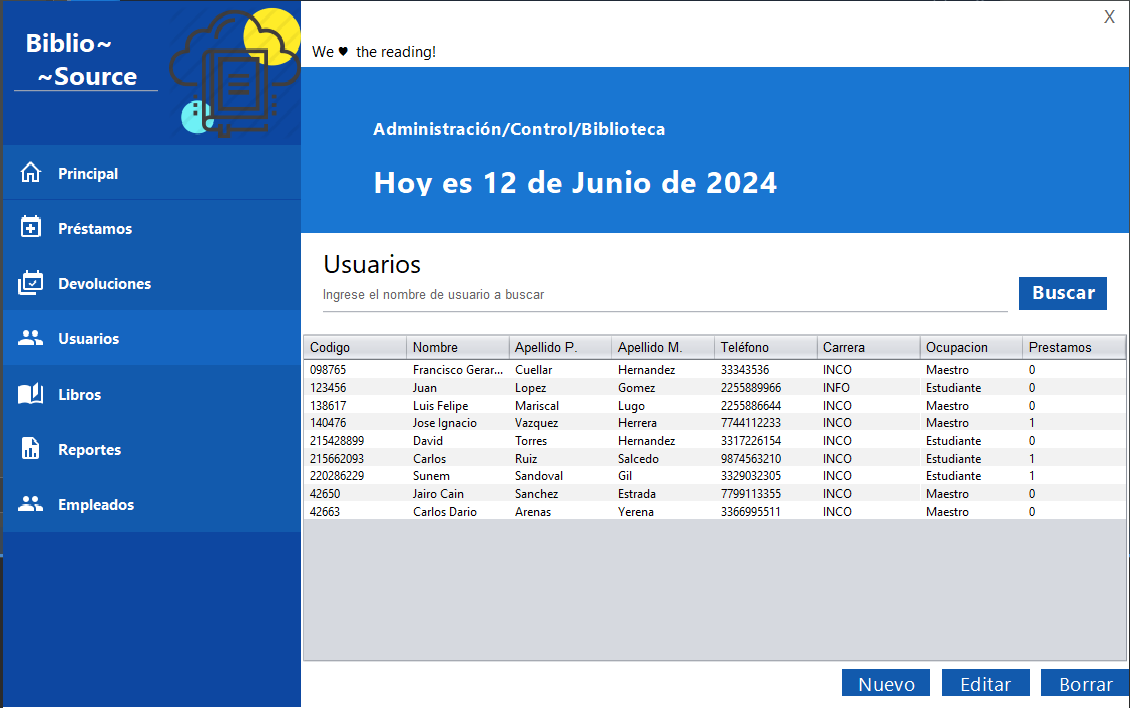 Biblio~
~Source
X
We ♥ the reading!
Administración/Control/Biblioteca
Hoy es 12 de Junio de 2024
Principal
Préstamos
Devoluciones
Usuarios
Libros
Reportes
Empleados
Usuarios
Ingrese el nombre de usuario a buscar
Buscar
Codigo Nombre Apellido P. Apellido M. Teléfono Carrera Ocupacion Prestamos
098765 Francisco Gerar... Cuellar Hernandez 33343536 INCO Maestro 0
123456 Juan Lopez Gomez 2255889966 INFO Estudiante 0
138617 Luis Felipe Mariscal Lugo 2255886644 INCO Maestro 0
140476 Jose Ignacio Vazquez Herrera 7744112233 INCO Maestro 1
215428899 David Torres Hernandez 3317226154 INCO Estudiante 0
215662093 Carlos Ruiz Salcedo 9874563210 INCO Estudiante 1
220286229 Sunem Sandoval Gil 3329032305 INCO Estudiante 1
42650 Jairo Cain Sanchez Estrada 7799113355 INCO Maestro 0
42663 Carlos Dario Arenas Yerena 3366995511 INCO Maestro 0
Nuevo Editar Borrar